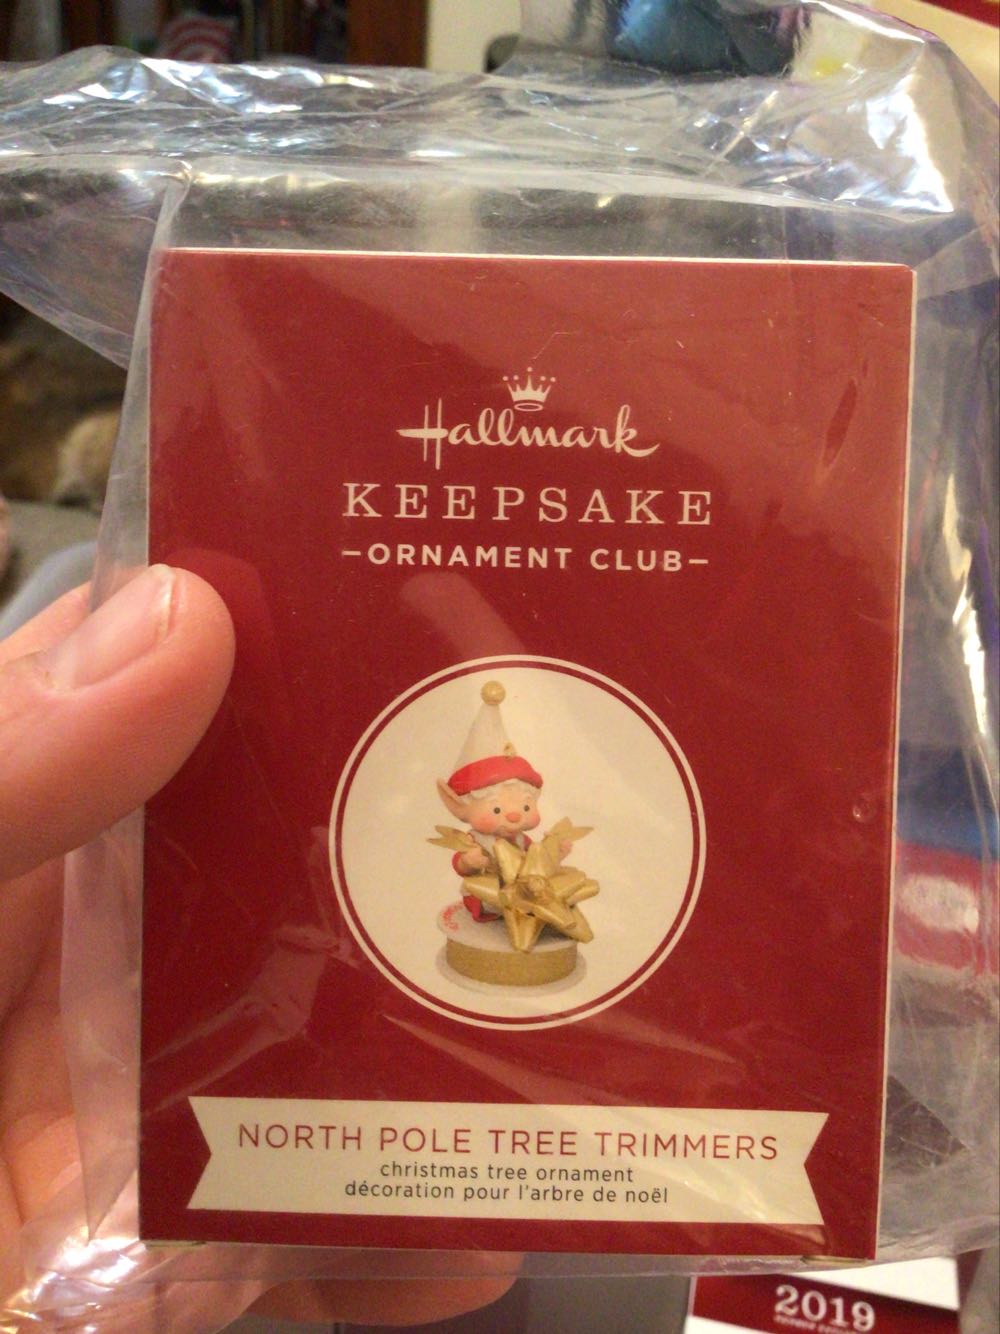 Hallmark
KEEPSAKE
–ORNAMENT CLUB–
NORTH POLE TREE TRIMMERS
christmas tree ornament
décoration pour l'arbre de noël
2019